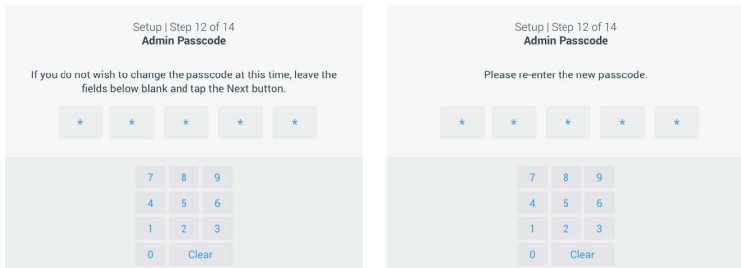 Setup | Step 12 of 14
Admin Passcode
If you do not wish to change the passcode at this time, leave the
fields below blank and tap the Next button.
* * * * *
7 8 9
4 5 6
1 2 3
0 Clear
Setup | Step 12 of 14
Admin Passcode
Please re-enter the new passcode.
* * * * *
7 8 9
4 5 6
1 2 3
0 Clear